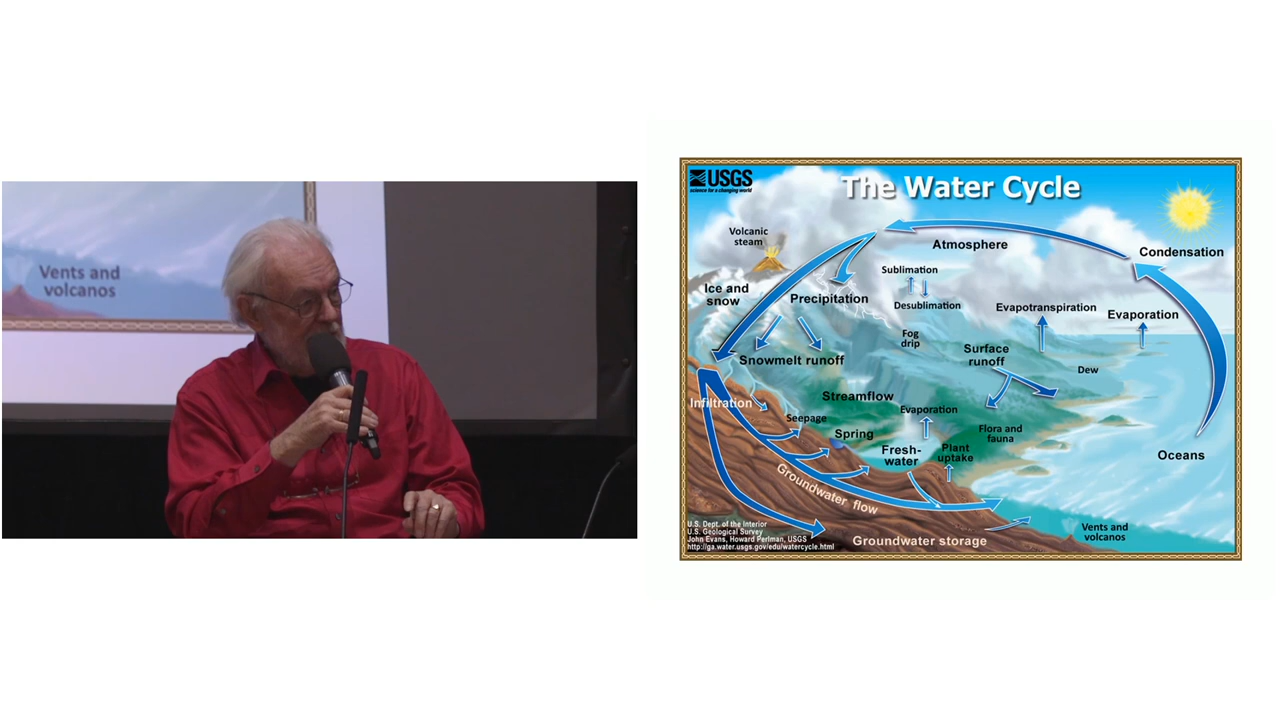 Vents and
volcanos
USGS
science for a changing world
The Water Cycle
Volcanic
steam
Atmosphere
Condensation
Sublimation
Ice and
snow
Precipitation
Desublimation
Evapotranspiration
Evaporation
Fog
drip
Surface
runoff
Snowmelt runoff
Dew
Streamflow
Infiltration
Evaporation
Seepage
Flora and
fauna
Spring
Fresh-
water
Plant
uptake
Oceans
Groundwater flow
U.S. Dept. of the Interior
U.S. Geological Survey
John Evans, Howard Perlman, USGS
http://ga.water.usgs.gov/edu/watercycle.html
Groundwater storage
Vents and
volcanos